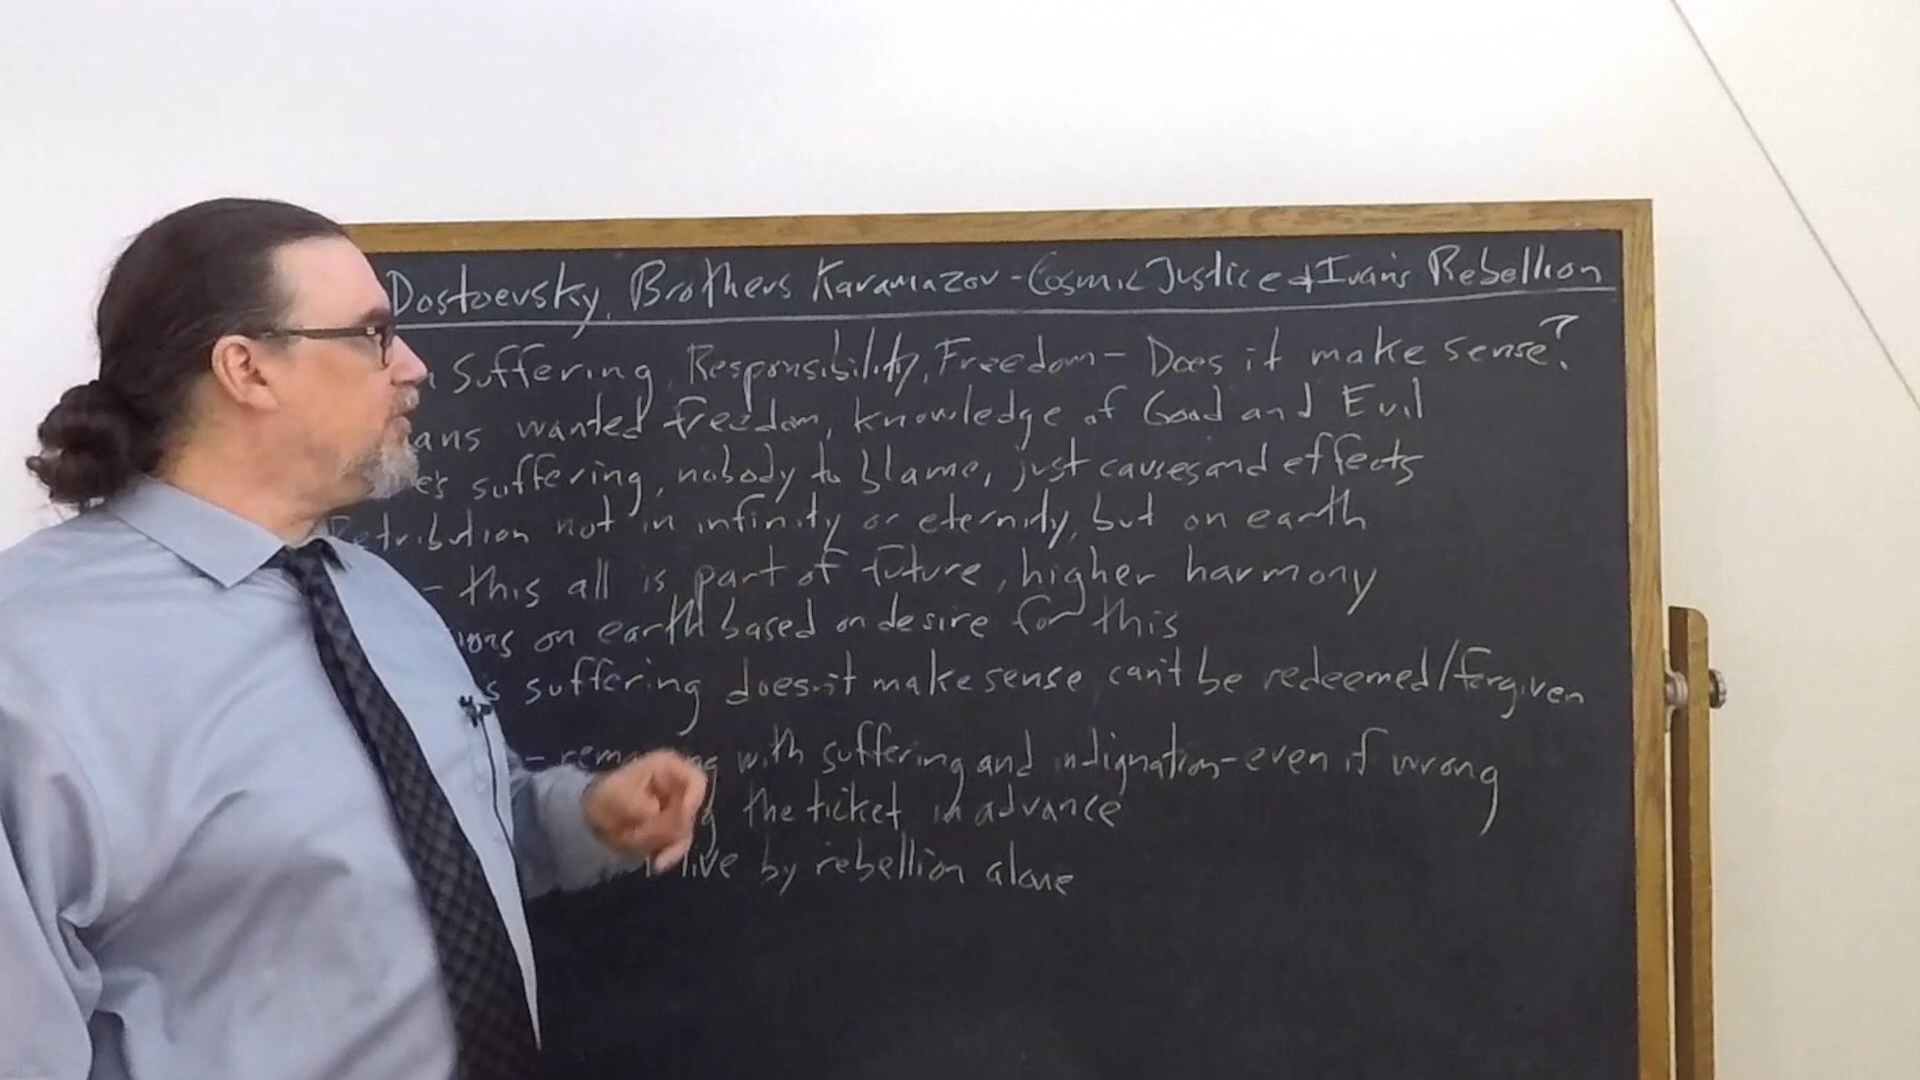 Dostoevsky, Brothers Karamazov - Cosmic Justice & Ivan's Rebellion
Suffering, Responsibility, Freedom - Does it make sense?
wanted freedom, knowledge of Good and Evil
suffering, nobody to blame, just causes and effects
Retribution not in infinity or eternity, but on earth
- this all is part of future, higher harmony
on earth based on desire for this
suffering doesn't make sense can't be redeemed/forgiven
- with suffering and indignation - even if wrong
the ticket in advance
live by rebellion alone